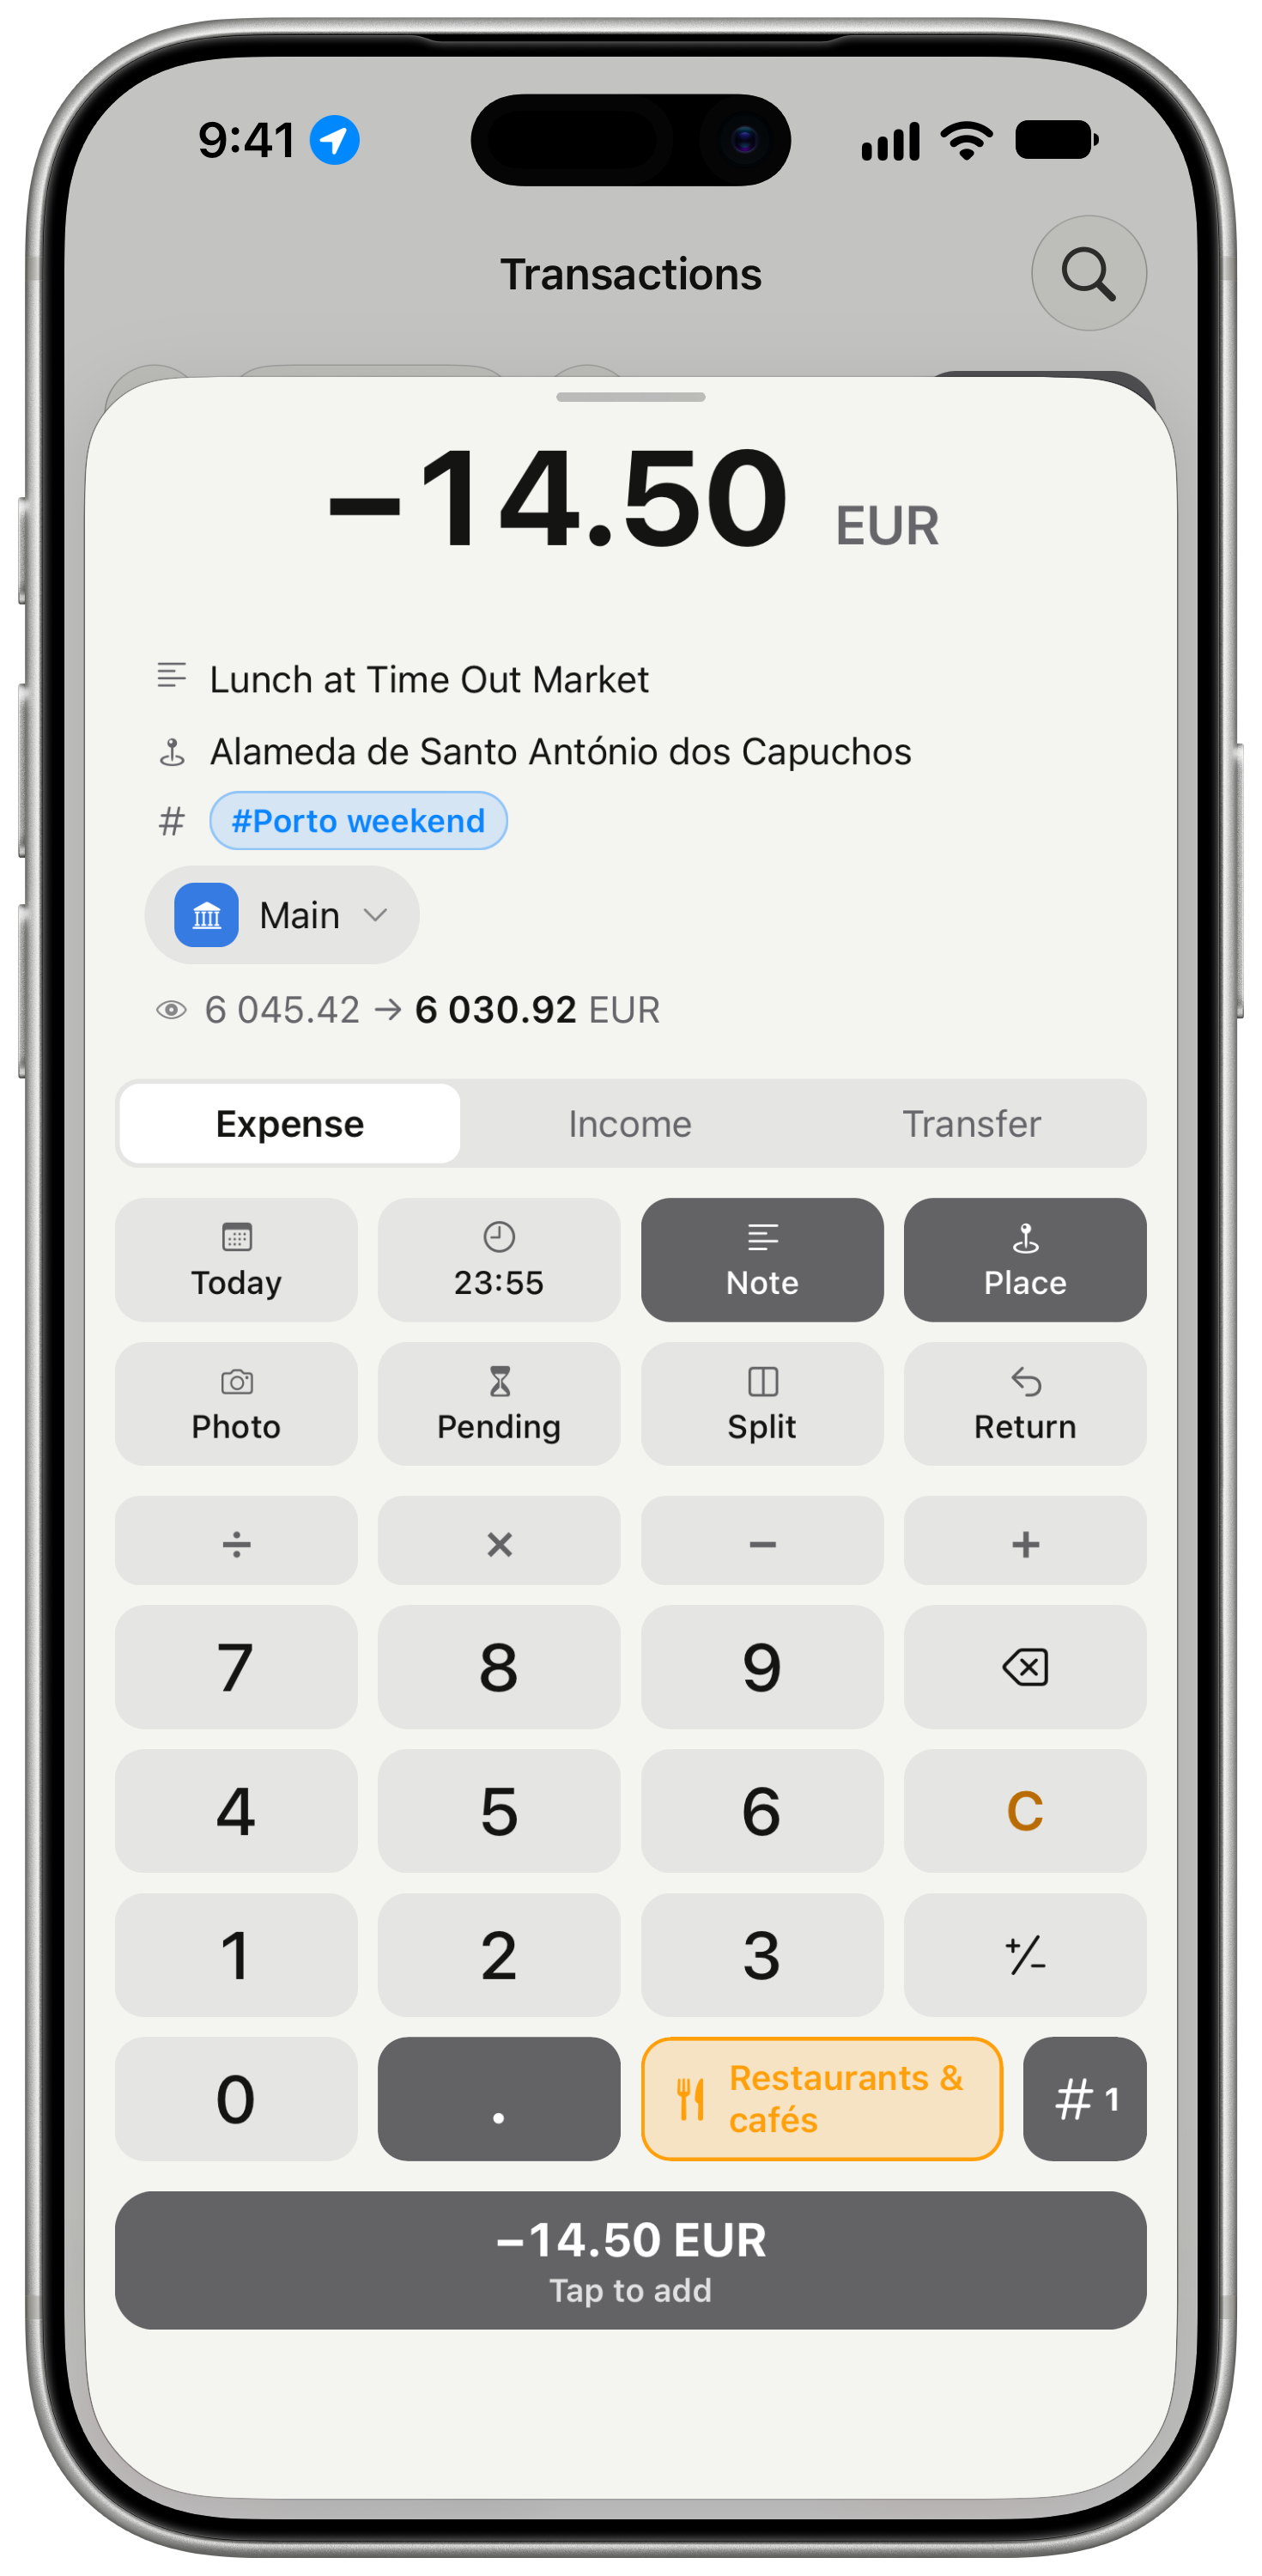 9:41
Transactions
−14.50 EUR
Lunch at Time Out Market
Alameda de Santo António dos Capuchos
# #Porto weekend
Main
6 045.42 → 6 030.92 EUR
Expense Income Transfer
Today 23:55 Note Place
Photo Pending Split Return
÷ × − +
7 8 9
4 5 6 C
1 2 3 +/−
0 . Restaurants &
cafés # 1
−14.50 EUR
Tap to add